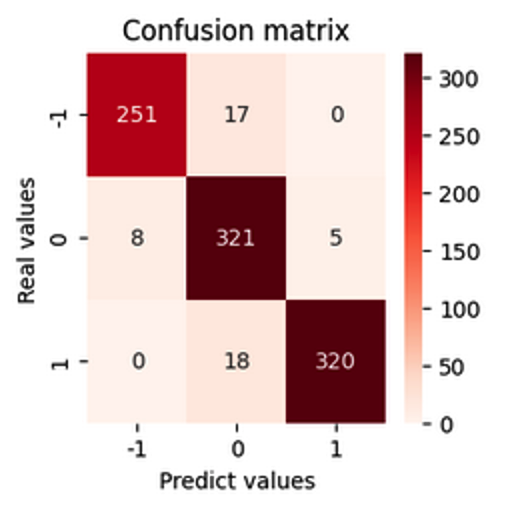 Confusion matrix
-1 251 17 0
0 8 321 5
1 0 18 320
-1 0 1
Real values
Predict values
300
250
200
150
100
50
0